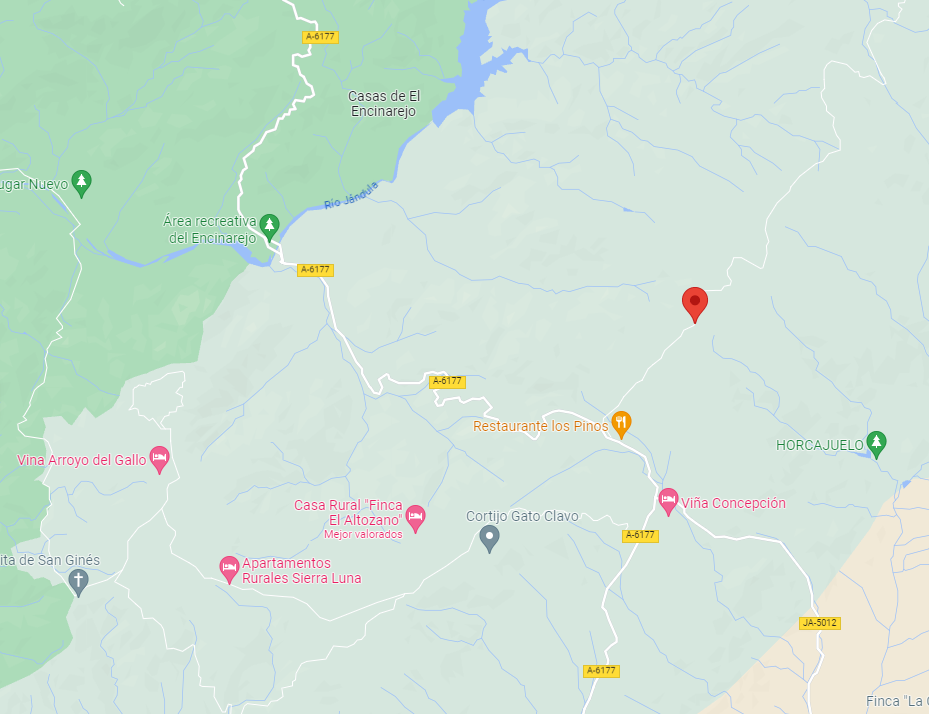 A-6177
Casas de El
Encinarejo
ugar Nuevo
Río Jándula
Área recreativa
del Encinarejo
A-6177
A-6177
Restaurante los Pinos
HORCAJUELO
Vina Arroyo del Gallo
Casa Rural "Finca
El Altozano"
Mejor valorados
Viña Concepción
Cortijo Gato Clavo
A-6177
ita de San Ginés
Apartamentos
Rurales Sierra Luna
JA-5012
A-6177
Finca "La